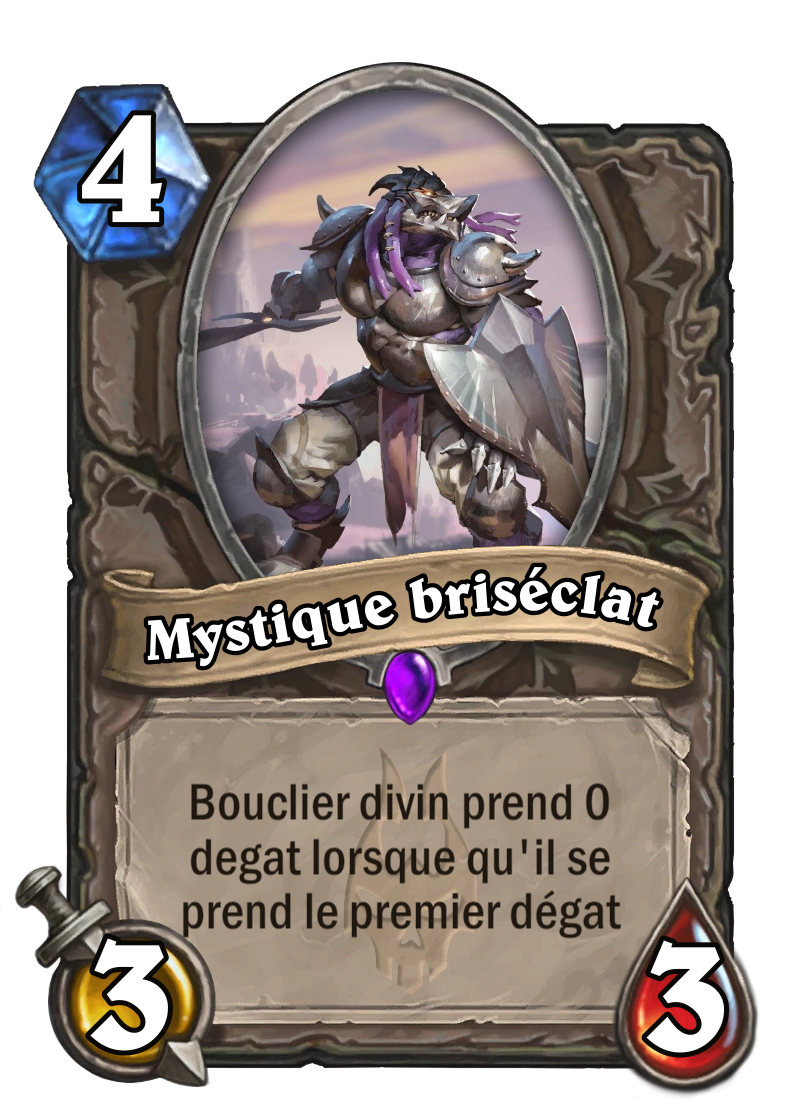 4
Mystique briséclat
Bouclier divin prend 0
degat lorsque qu'il se
prend le premier dégat
3
3